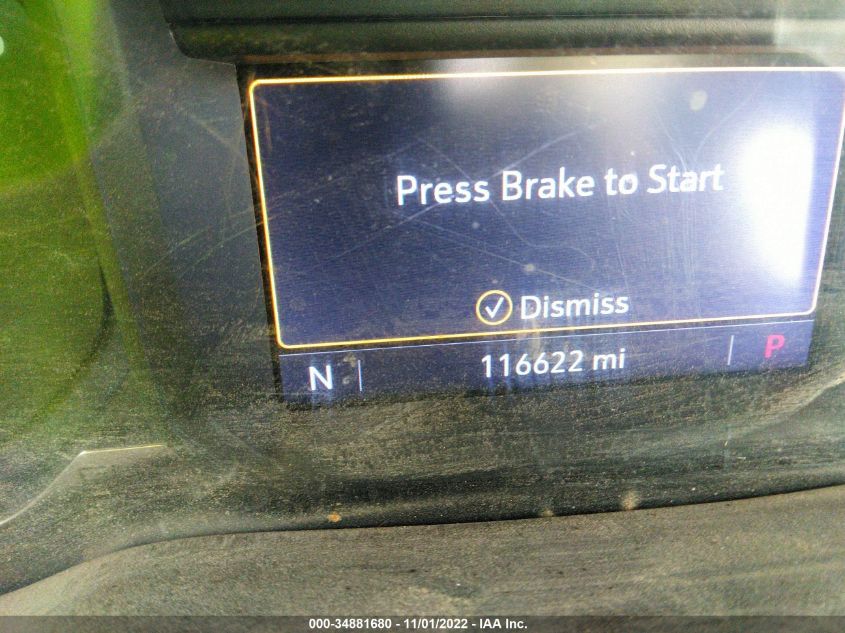 Press Brake to Start
Dismiss
N 116622 mi P
000-34881680 - 11/01/2022 - IAA Inc.